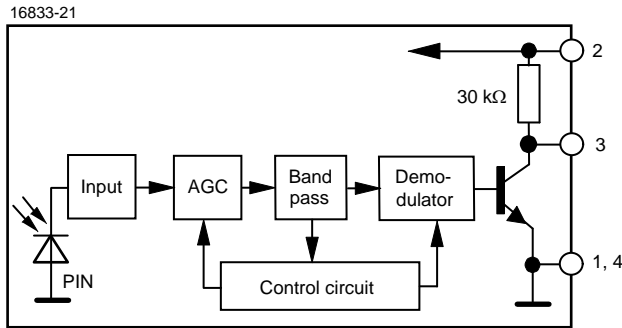 16833-21
2
30 kΩ
3
Input
AGC
Band
pass
Demo-
dulator
PIN
Control circuit
1, 4